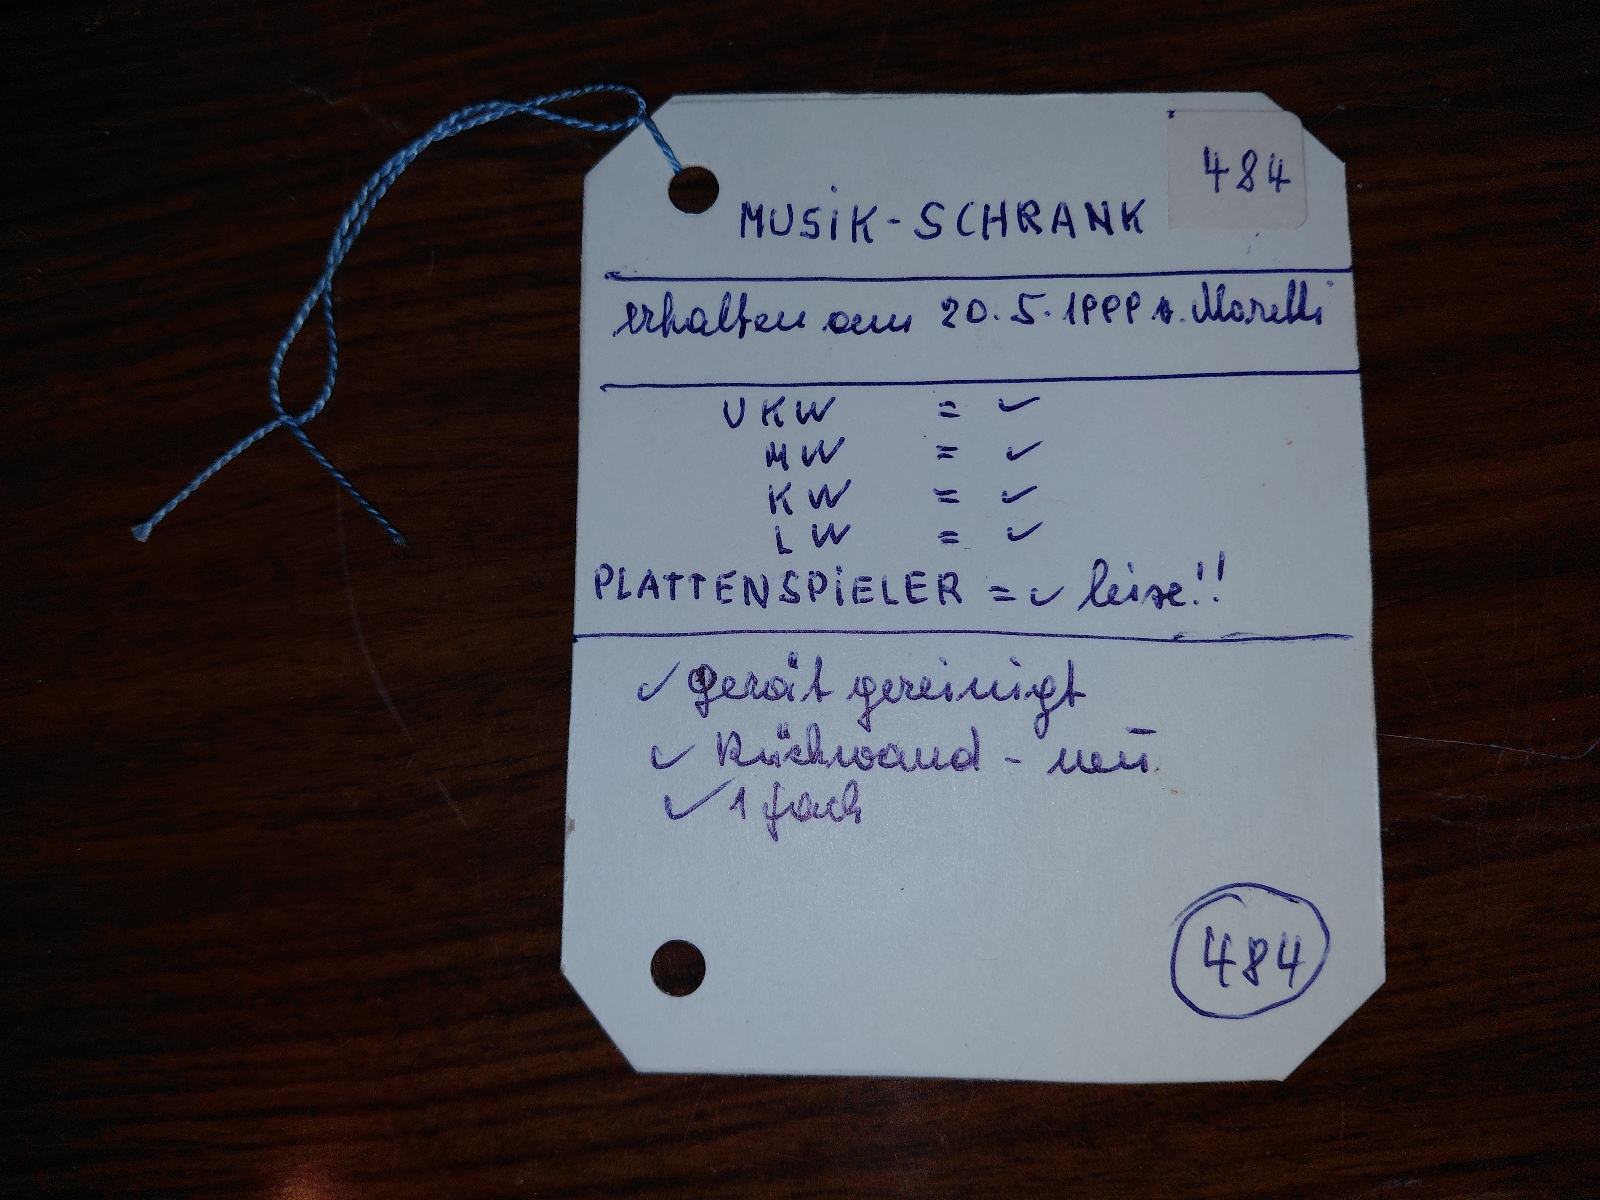 484
MUSiK-SCHRANK
erhalten am 20.5.1999 v. Moretti
UKW = ✓
MW = ✓
KW = ✓
LW = ✓
PLATTENSPiELER = ✓ leise!!
✓ Gerät gereinigt
✓ Rückwand - neu
✓ 1 fach
484